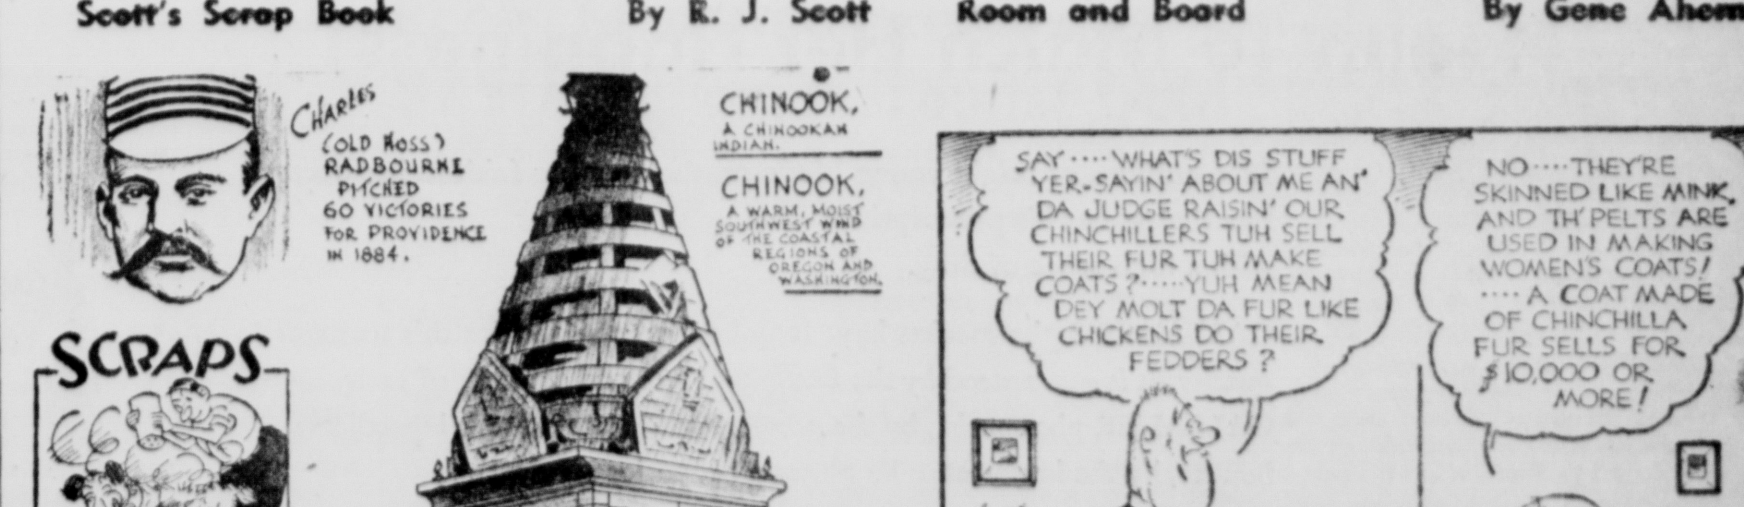 Scott's Scrap Book
By R. J. Scott
CHARLES
(OLD HOSS)
RADBOURNE
PITCHED
60 VICTORIES
FOR PROVIDENCE
IN 1884.
SCRAPS
CHINOOK,
A CHINOOKAN
INDIAN.
CHINOOK,
A WARM, MOIST
SOUTHWEST WIND
OF THE COASTAL
REGIONS OF
OREGON AND
WASHINGTON.
Room and Board
By Gene Ahern
SAY....WHAT'S DIS STUFF
YER-SAYIN' ABOUT ME AN'
DA JUDGE RAISIN' OUR
CHINCHILLERS TUH SELL
THEIR FUR TUH MAKE
COATS?.....YUH MEAN
DEY MOLT DA FUR LIKE
CHICKENS DO THEIR
FEDDERS?
NO....THEY'RE
SKINNED LIKE MINK,
AND TH' PELTS ARE
USED IN MAKING
WOMEN'S COATS!
....A COAT MADE
OF CHINCHILLA
FUR SELLS FOR
$10,000 OR
MORE!